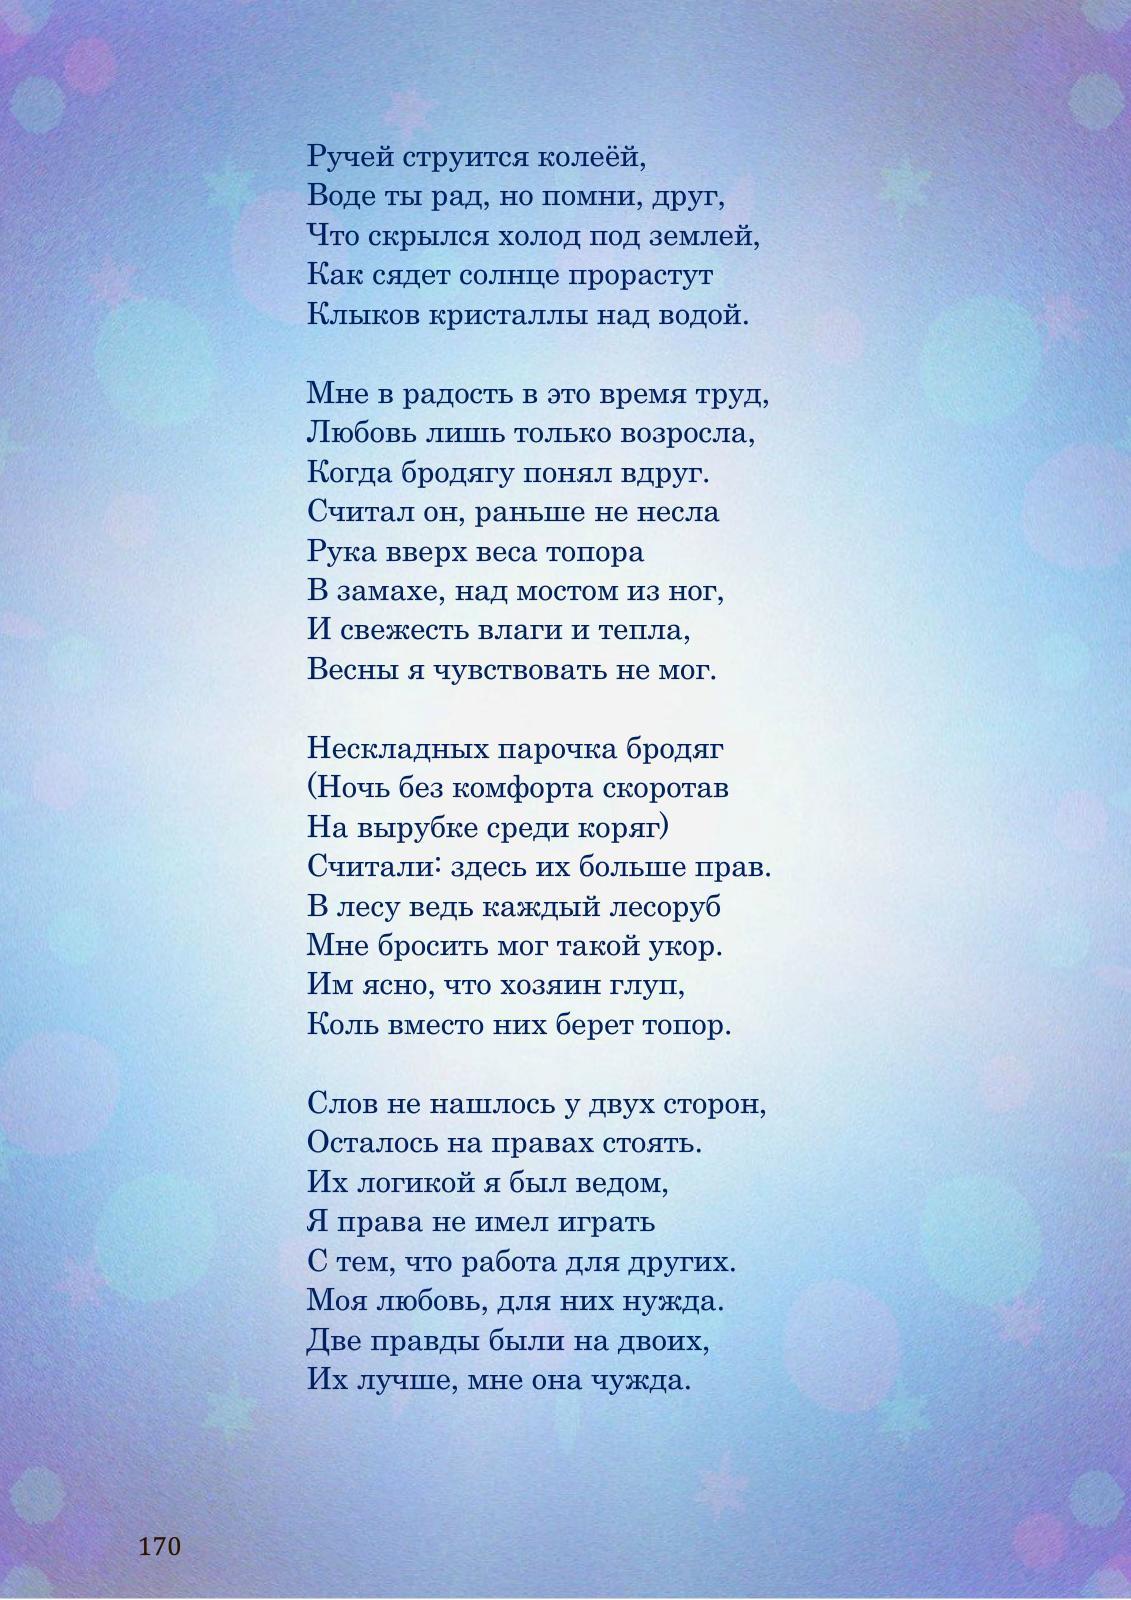 Ручей струится колеёй,
Воде ты рад, но помни, друг,
Что скрылся холод под землей,
Как сядет солнце прорастут
Клыков кристаллы над водой.

Мне в радость в это время труд,
Любовь лишь только возросла,
Когда бродягу понял вдруг.
Считал он, раньше не несла
Рука вверх веса топора
В замахе, над мостом из ног,
И свежесть влаги и тепла,
Весны я чувствовать не мог.

Нескладных парочка бродяг
(Ночь без комфорта скоротав
На вырубке среди коряг)
Считали: здесь их больше прав.
В лесу ведь каждый лесоруб
Мне бросить мог такой укор.
Им ясно, что хозяин глуп,
Коль вместо них берет топор.

Слов не нашлось у двух сторон,
Осталось на правах стоять.
Их логикой я был ведом,
Я права не имел играть
С тем, что работа для других.
Моя любовь, для них нужда.
Две правды были на двоих,
Их лучше, мне она чужда.

170